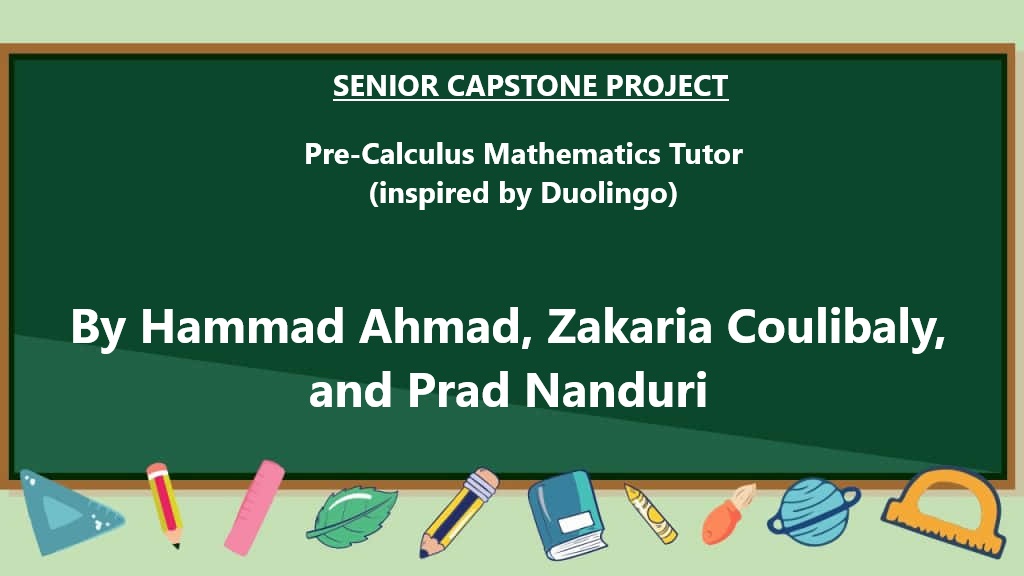 SENIOR CAPSTONE PROJECT
Pre-Calculus Mathematics Tutor
(inspired by Duolingo)
By Hammad Ahmad, Zakaria Coulibaly,
and Prad Nanduri